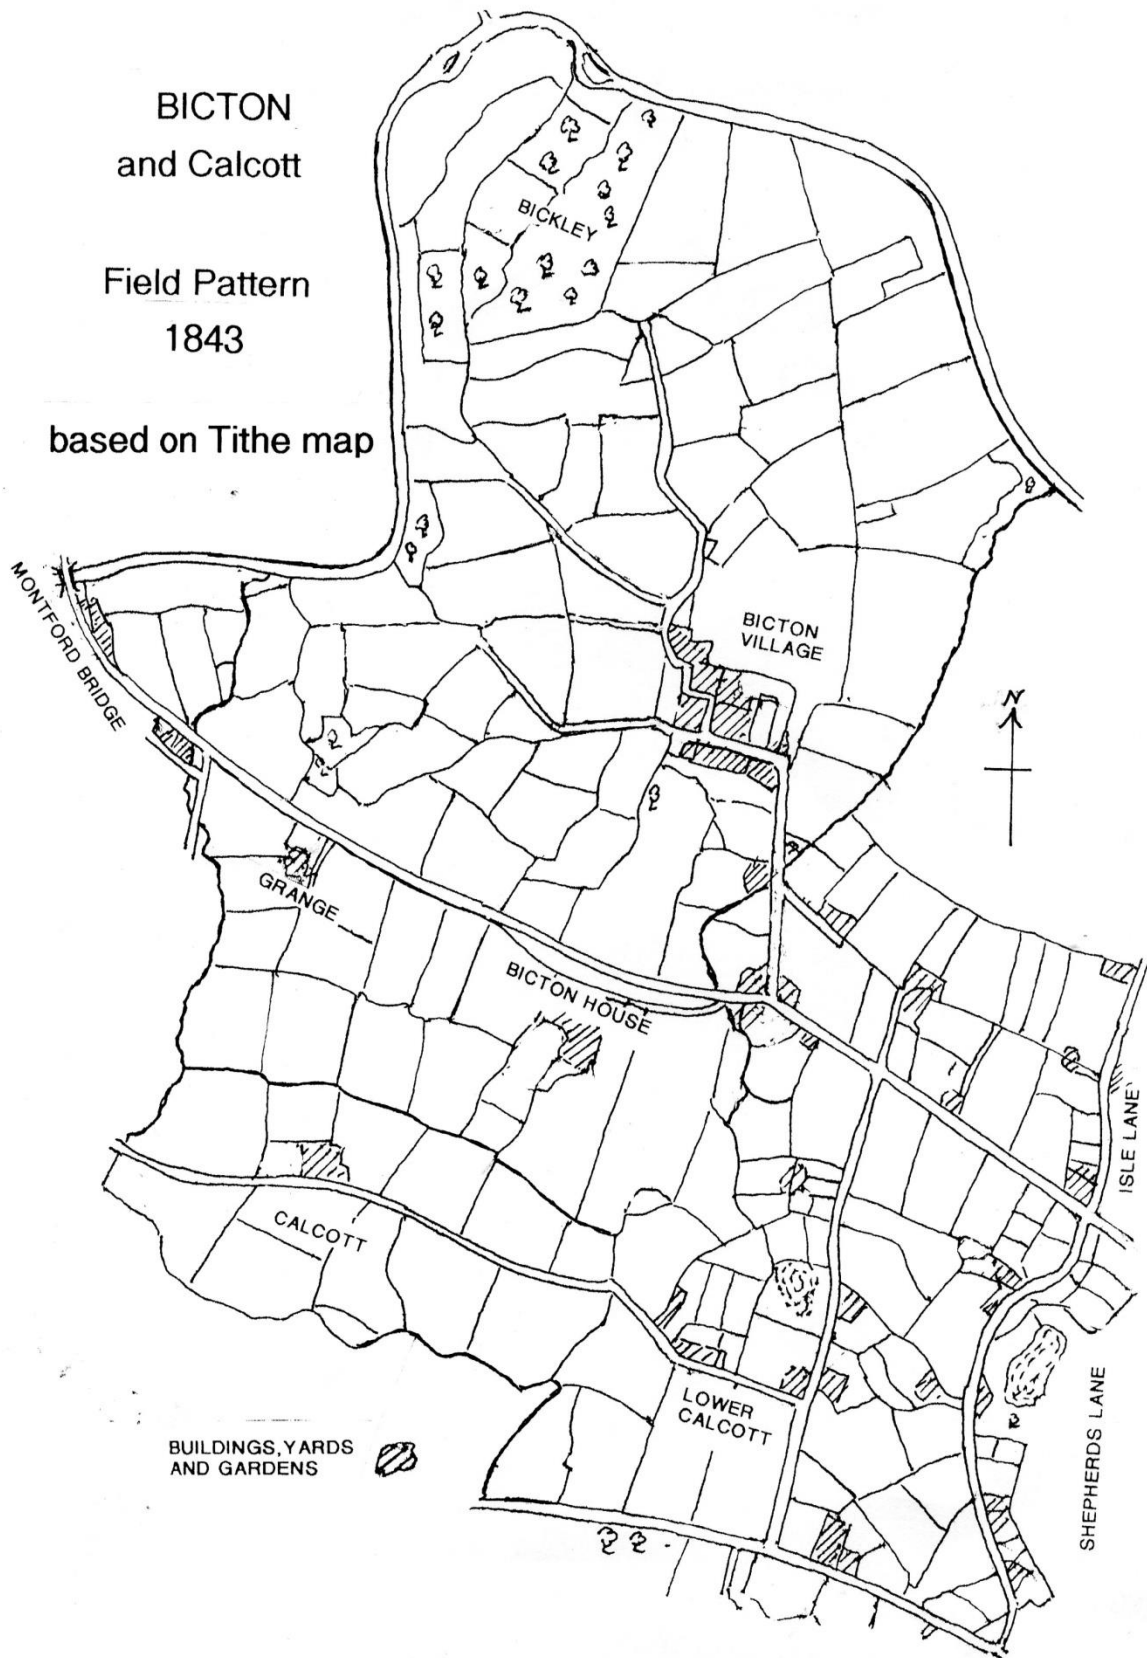 BICTON
and Calcott
Field Pattern
1843
based on Tithe map
BICKLEY
MONTFORD BRIDGE
BICTON
VILLAGE
N
GRANGE
BICTON HOUSE
ISLE LANE
CALCOTT
LOWER
CALCOTT
SHEPHERDS LANE
BUILDINGS, YARDS
AND GARDENS